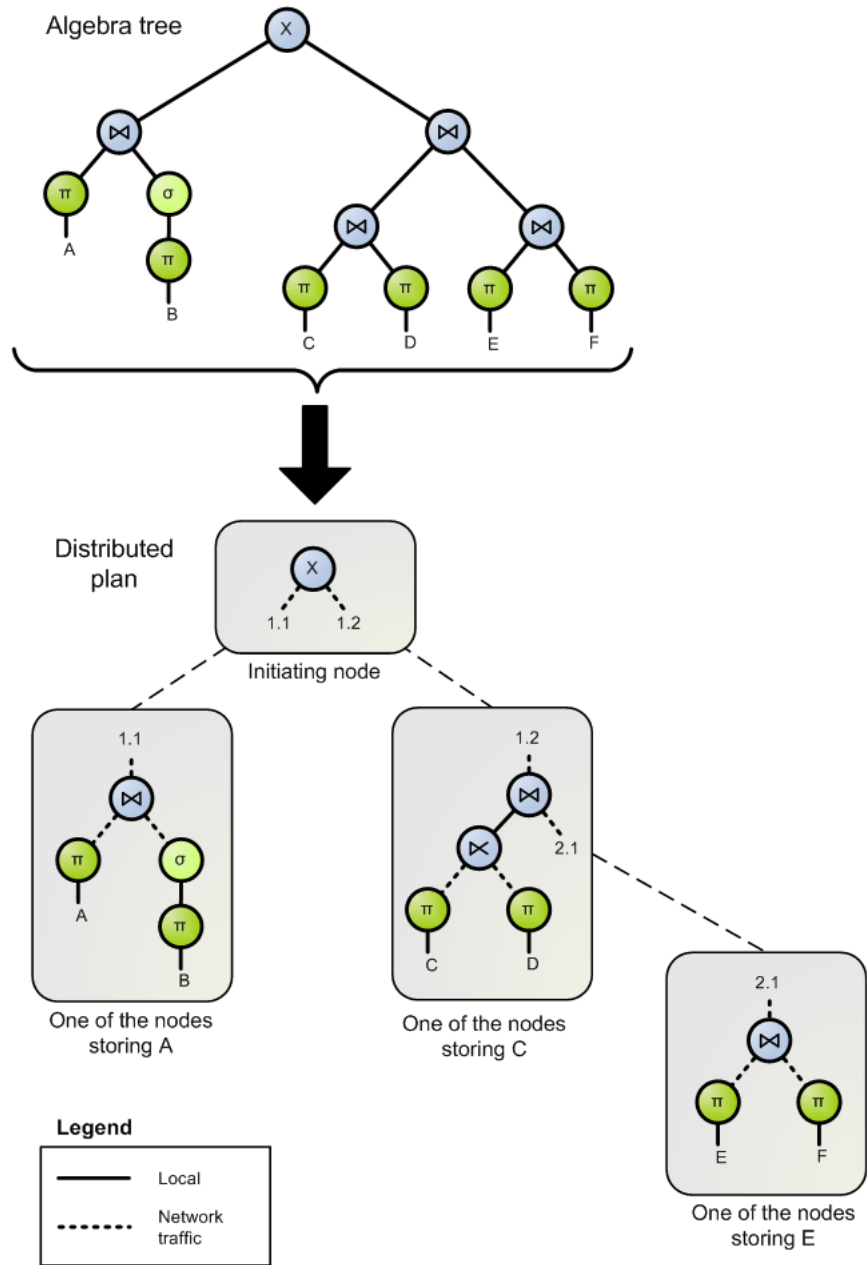 Algebra tree
X
⋈ ⋈
π σ
A
⋈ ⋈
π
B
π π π π
C D E F
Distributed
plan
X
1.1 1.2
Initiating node
1.1
⋈
π σ
A
π
B
One of the nodes
storing A
1.2
⋈
⋉ 2.1
π π
C D
One of the nodes
storing C
2.1
⋈
π π
E F
One of the nodes
storing E
Legend
Local
Network
traffic